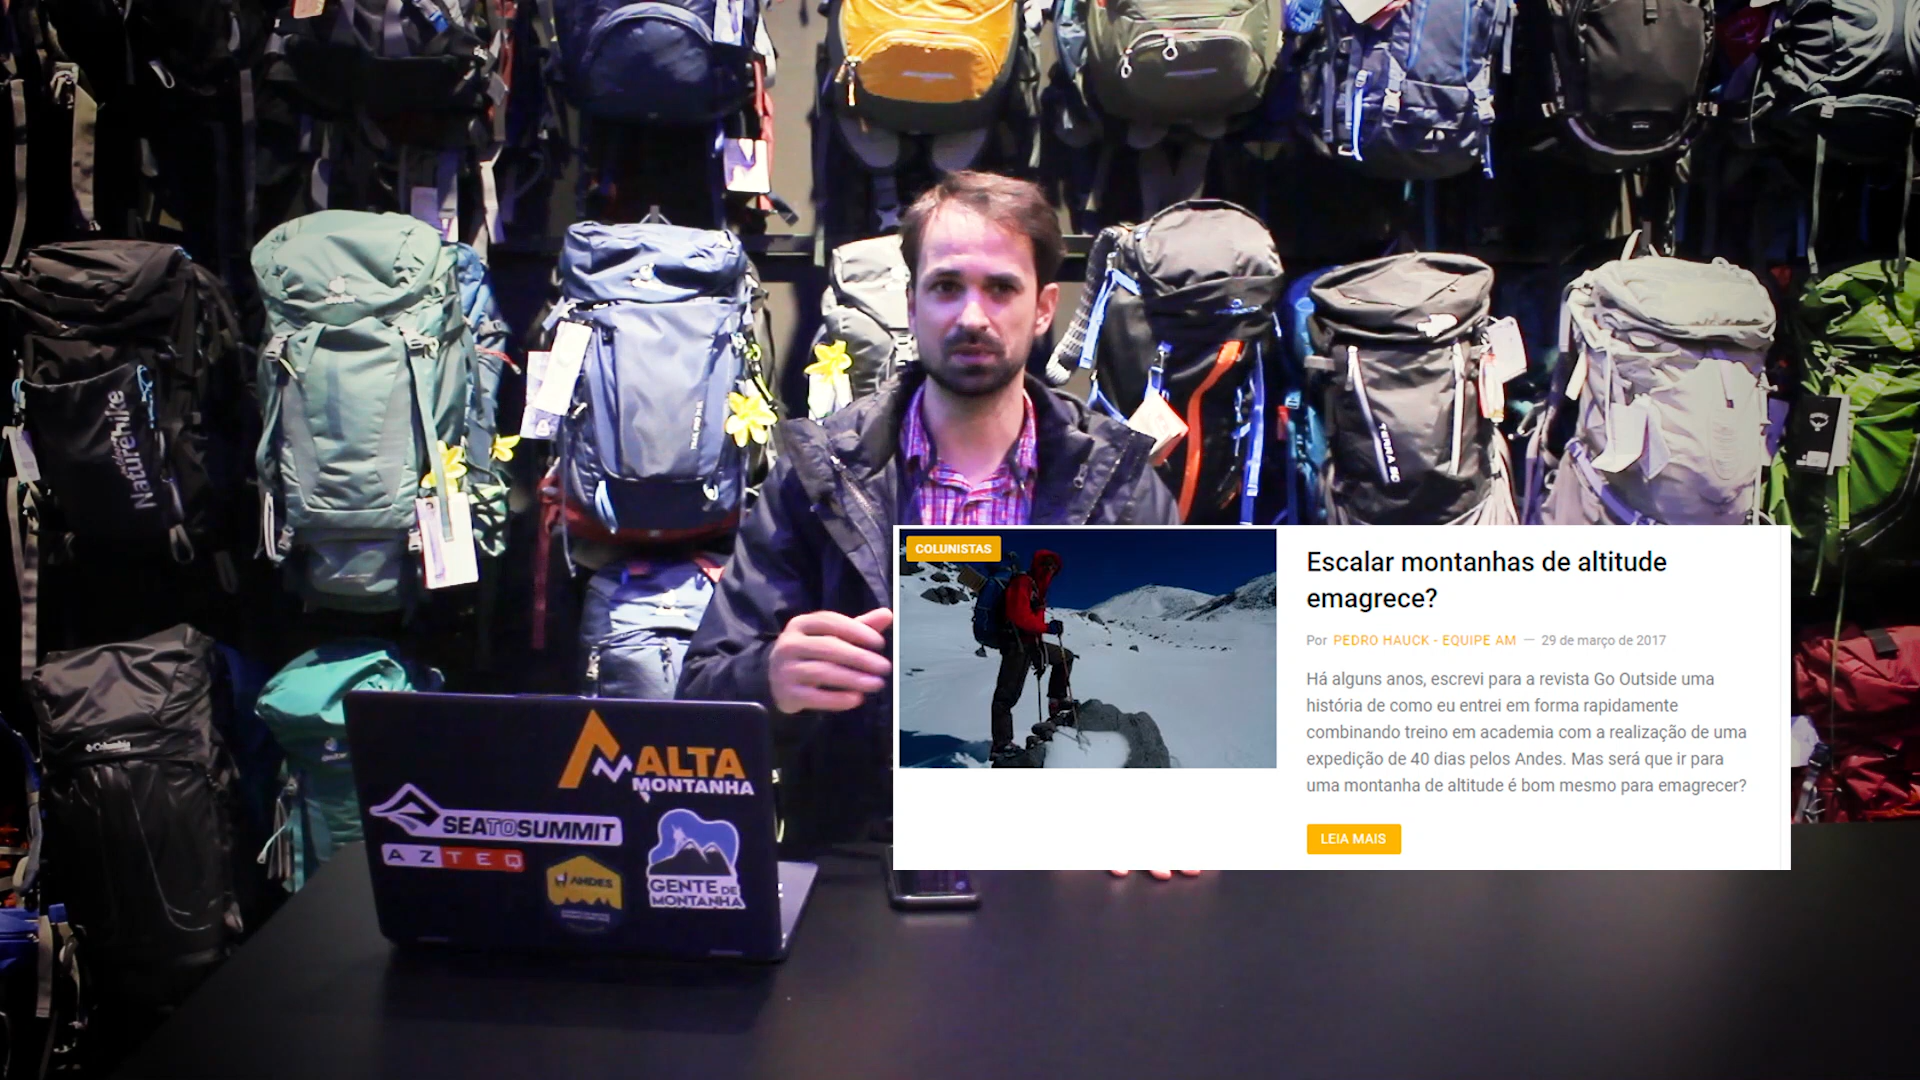 Naturehike
TERRA 50
Columbia
ALTA
MONTANHA
SEATOSUMMIT
AZTEQ
ANDES
GENTE DE
MONTANHA
COLUNISTAS
Escalar montanhas de altitude
emagrece?
Por PEDRO HAUCK - EQUIPE AM — 29 de março de 2017
Há alguns anos, escrevi para a revista Go Outside uma
história de como eu entrei em forma rapidamente
combinando treino em academia com a realização de uma
expedição de 40 dias pelos Andes. Mas será que ir para
uma montanha de altitude é bom mesmo para emagrecer?
LEIA MAIS